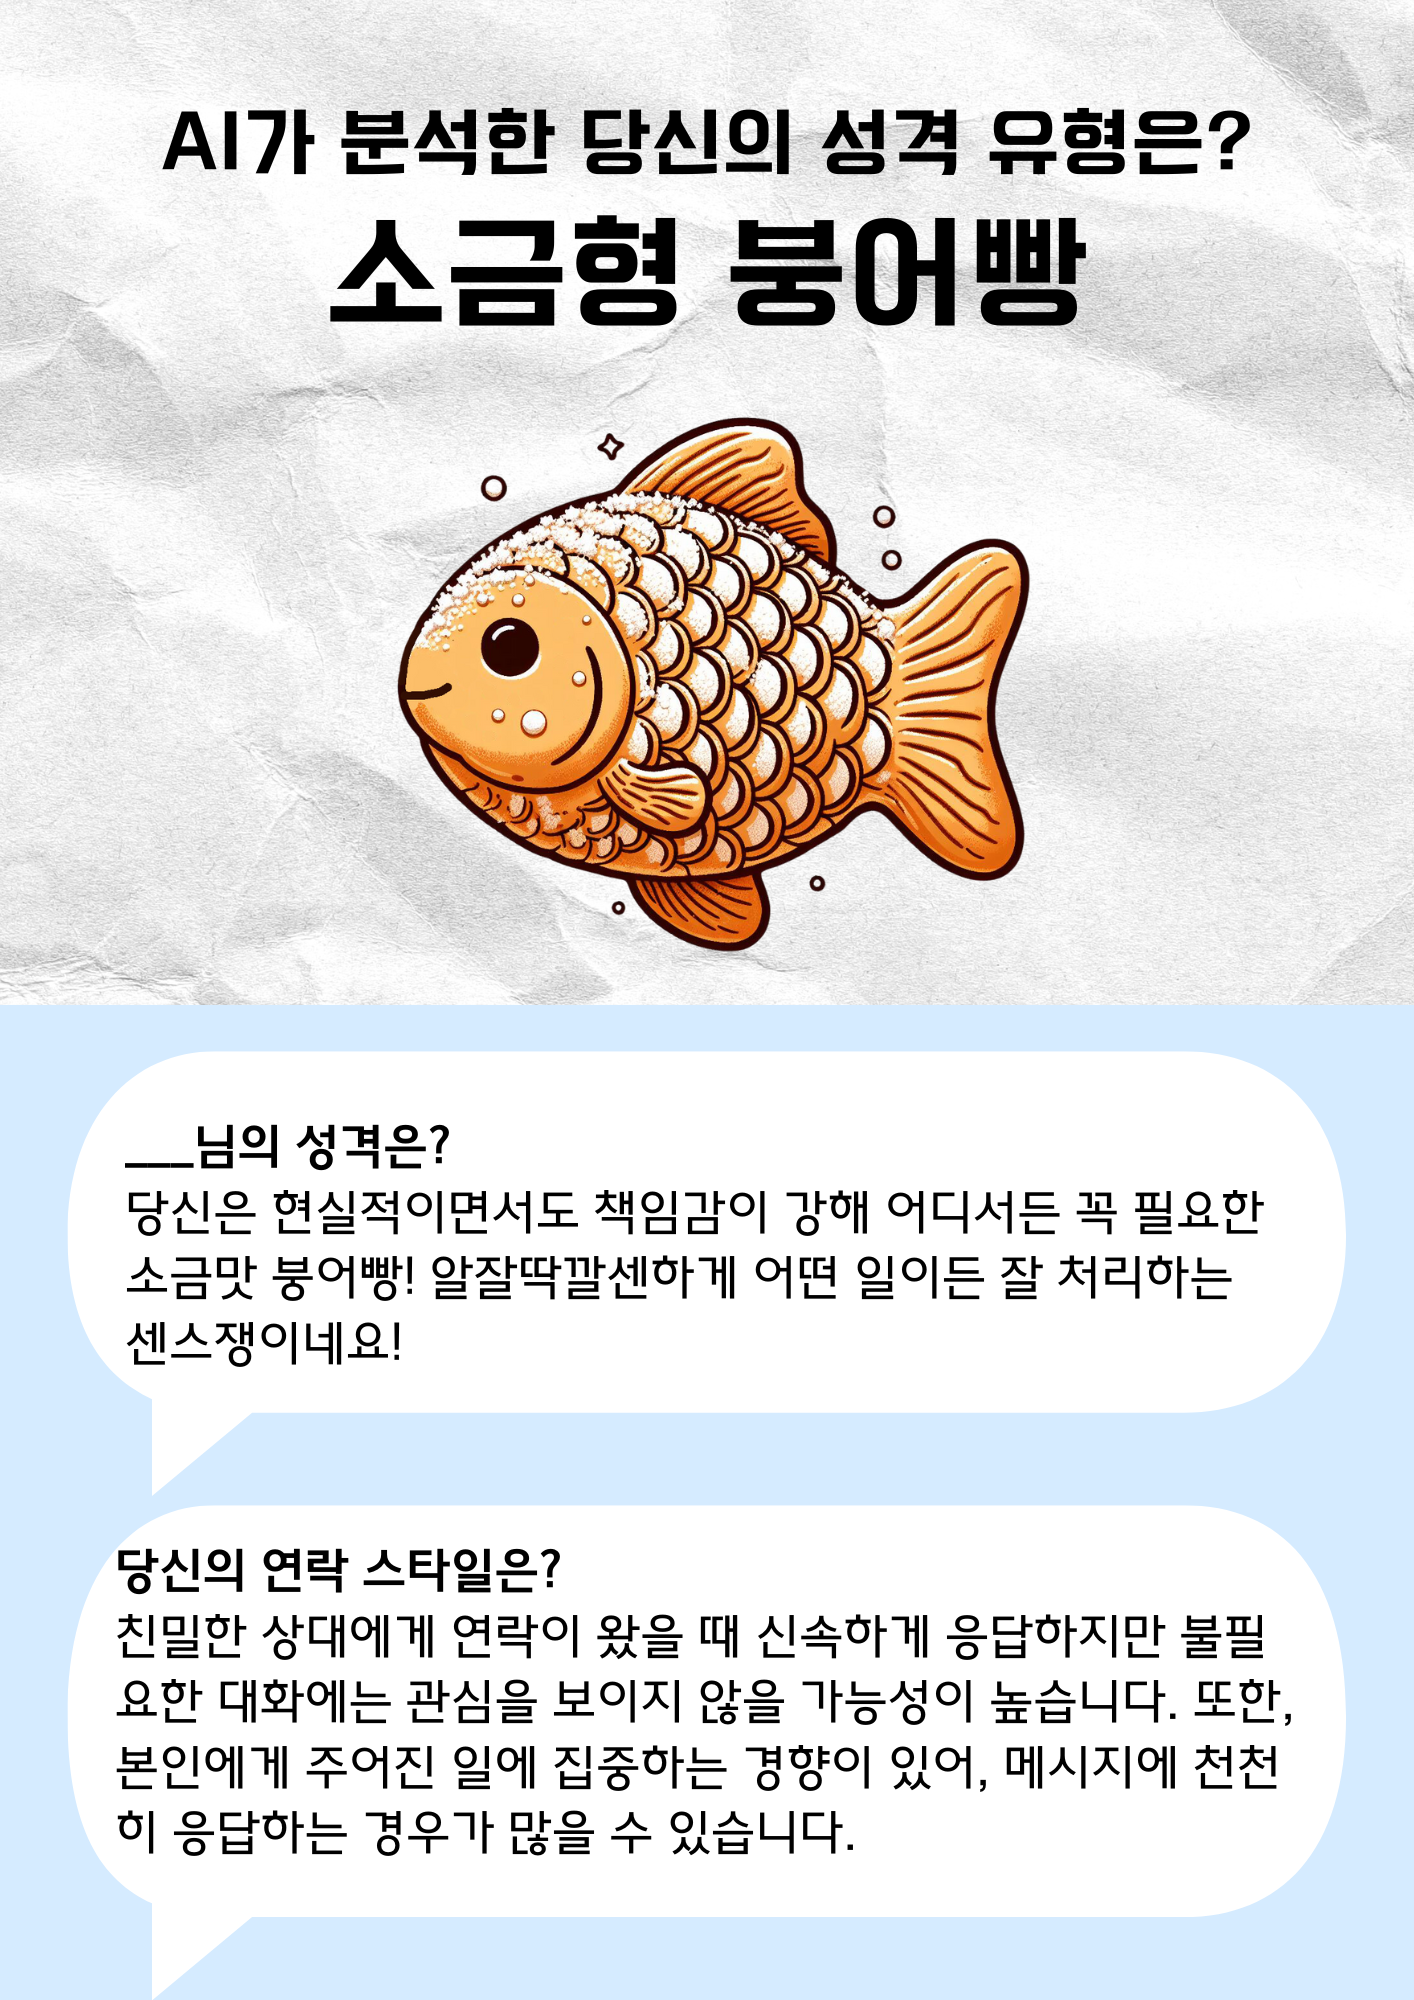 AI가 분석한 당신의 성격 유형은?
소금형 붕어빵
___님의 성격은?
당신은 현실적이면서도 책임감이 강해 어디서든 꼭 필요한
소금맛 붕어빵! 알잘딱깔센하게 어떤 일이든 잘 처리하는
센스쟁이네요!
당신의 연락 스타일은?
친밀한 상대에게 연락이 왔을 때 신속하게 응답하지만 불필
요한 대화에는 관심을 보이지 않을 가능성이 높습니다. 또한,
본인에게 주어진 일에 집중하는 경향이 있어, 메시지에 천천
히 응답하는 경우가 많을 수 있습니다.